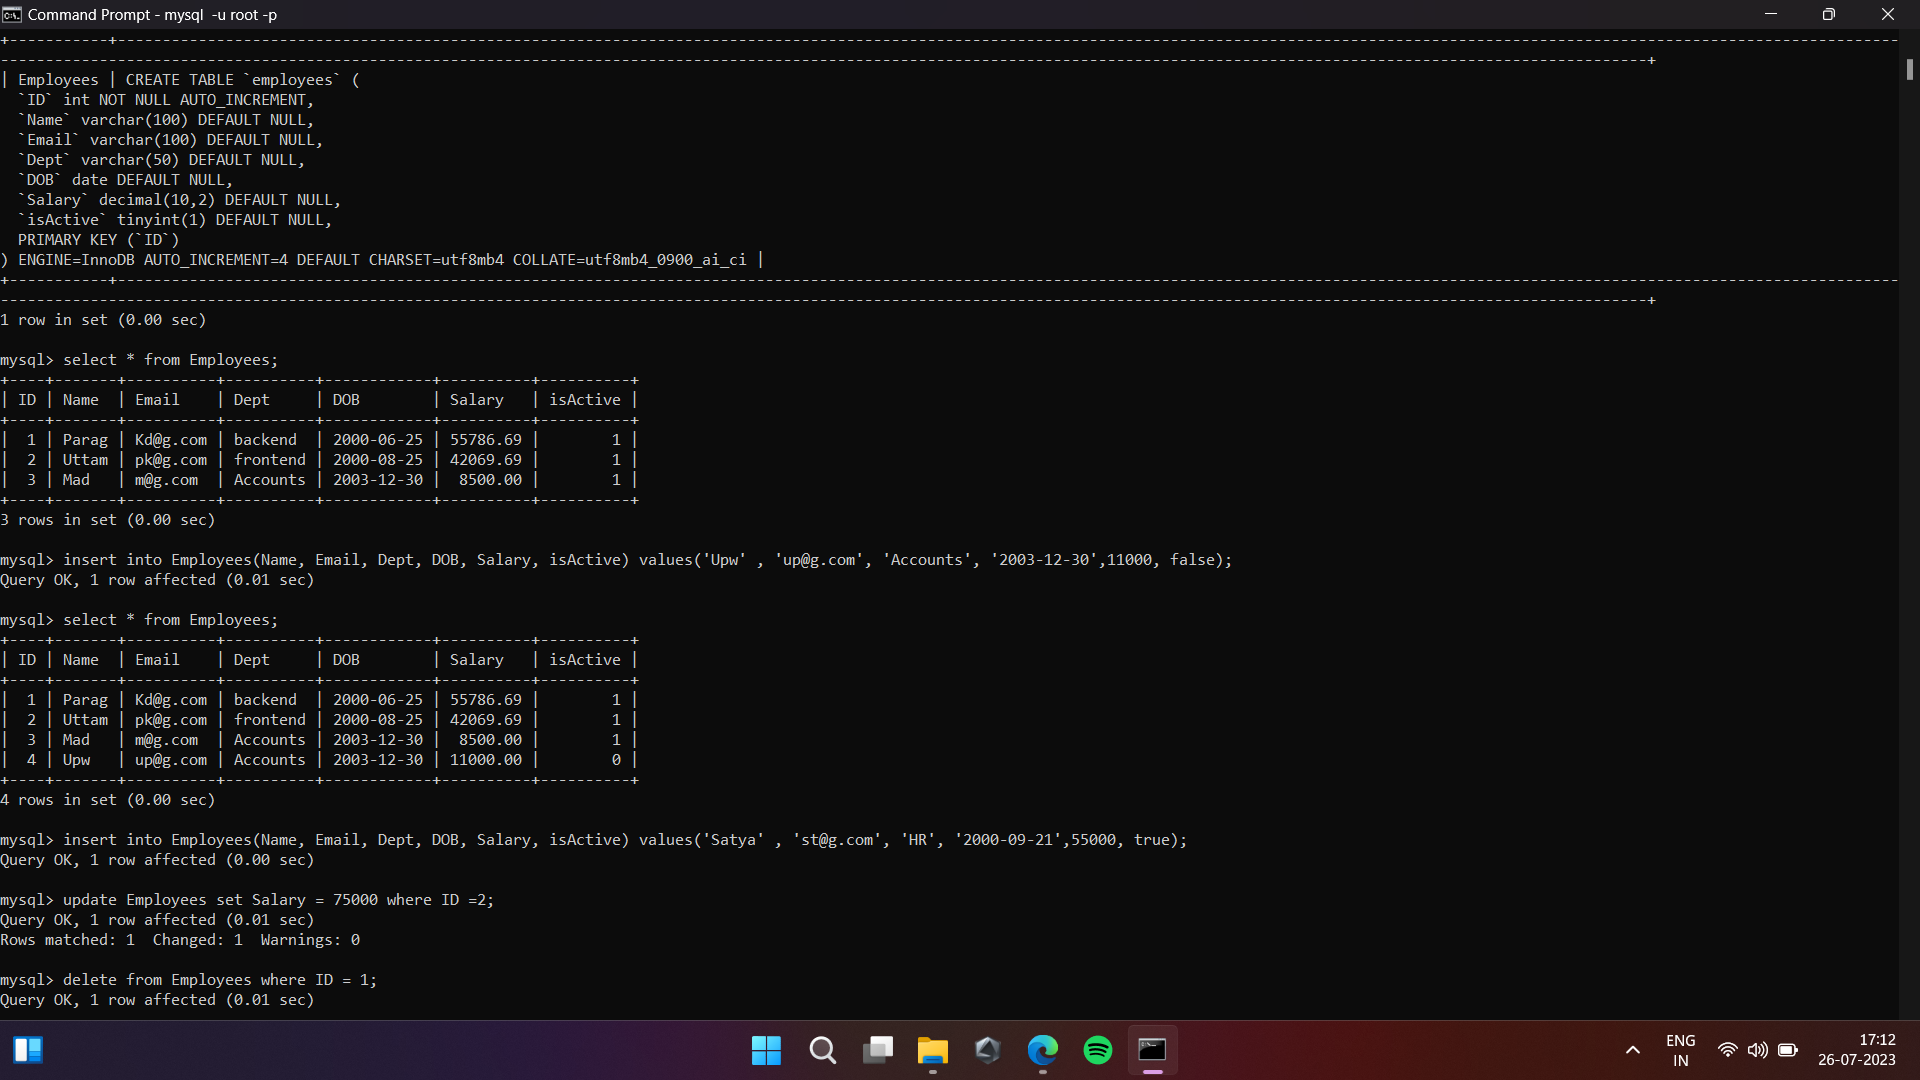 Command Prompt - mysql  -u root -p
| Employees | CREATE TABLE `employees` (
  `ID` int NOT NULL AUTO_INCREMENT,
  `Name` varchar(100) DEFAULT NULL,
  `Email` varchar(100) DEFAULT NULL,
  `Dept` varchar(50) DEFAULT NULL,
  `DOB` date DEFAULT NULL,
  `Salary` decimal(10,2) DEFAULT NULL,
  `isActive` tinyint(1) DEFAULT NULL,
  PRIMARY KEY (`ID`)
) ENGINE=InnoDB AUTO_INCREMENT=4 DEFAULT CHARSET=utf8mb4 COLLATE=utf8mb4_0900_ai_ci |
1 row in set (0.00 sec)
mysql> select * from Employees;
+----+-------+----------+----------+------------+----------+----------+
| ID | Name  | Email    | Dept     | DOB        | Salary   | isActive |
+----+-------+----------+----------+------------+----------+----------+
|  1 | Parag | Kd@g.com | backend  | 2000-06-25 | 55786.69 |        1 |
|  2 | Uttam | pk@g.com | frontend | 2000-08-25 | 42069.69 |        1 |
|  3 | Mad   | m@g.com  | Accounts | 2003-12-30 |  8500.00 |        1 |
+----+-------+----------+----------+------------+----------+----------+
3 rows in set (0.00 sec)
mysql> insert into Employees(Name, Email, Dept, DOB, Salary, isActive) values('Upw' , 'up@g.com', 'Accounts', '2003-12-30',11000, false);
Query OK, 1 row affected (0.01 sec)
mysql> select * from Employees;
+----+-------+----------+----------+------------+----------+----------+
| ID | Name  | Email    | Dept     | DOB        | Salary   | isActive |
+----+-------+----------+----------+------------+----------+----------+
|  1 | Parag | Kd@g.com | backend  | 2000-06-25 | 55786.69 |        1 |
|  2 | Uttam | pk@g.com | frontend | 2000-08-25 | 42069.69 |        1 |
|  3 | Mad   | m@g.com  | Accounts | 2003-12-30 |  8500.00 |        1 |
|  4 | Upw   | up@g.com | Accounts | 2003-12-30 | 11000.00 |        0 |
+----+-------+----------+----------+------------+----------+----------+
4 rows in set (0.00 sec)
mysql> insert into Employees(Name, Email, Dept, DOB, Salary, isActive) values('Satya' , 'st@g.com', 'HR', '2000-09-21',55000, true);
Query OK, 1 row affected (0.00 sec)
mysql> update Employees set Salary = 75000 where ID =2;
Query OK, 1 row affected (0.01 sec)
Rows matched: 1  Changed: 1  Warnings: 0
mysql> delete from Employees where ID = 1;
Query OK, 1 row affected (0.01 sec)
ENG
IN
17:12
26-07-2023